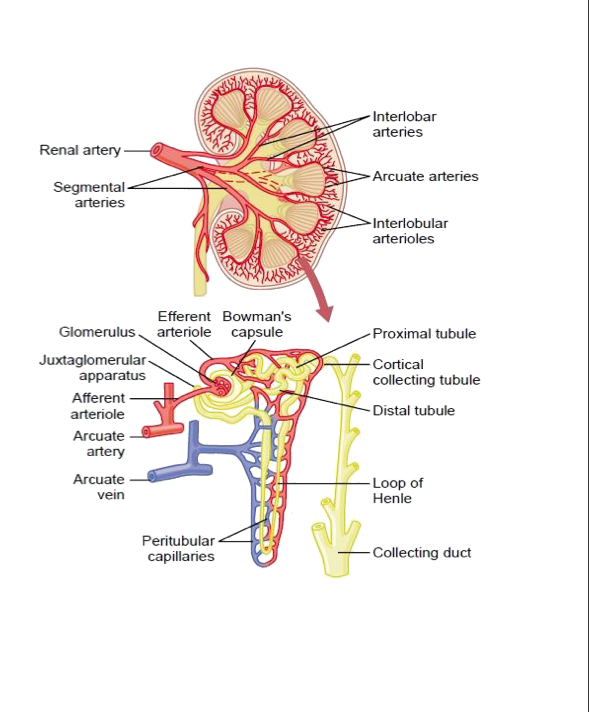 Interlobar
arteries
Renal artery
Arcuate arteries
Segmental
arteries
Interlobular
arterioles
Efferent
arteriole
Bowman's
capsule
Glomerulus
Proximal tubule
Juxtaglomerular
apparatus
Cortical
collecting tubule
Afferent
arteriole
Distal tubule
Arcuate
artery
Arcuate
vein
Loop of
Henle
Peritubular
capillaries
Collecting duct